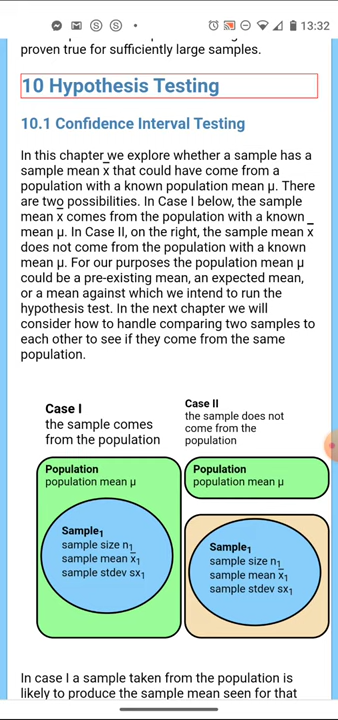 13:32
proven true for sufficiently large samples.
10 Hypothesis Testing
10.1 Confidence Interval Testing
In this chapter we explore whether a sample has a
sample mean x̅ that could have come from a
population with a known population mean μ. There
are two possibilities. In Case I below, the sample
mean x̅ comes from the population with a known
mean μ. In Case II, on the right, the sample mean x̅
does not come from the population with a known
mean μ. For our purposes the population mean μ
could be a pre-existing mean, an expected mean,
or a mean against which we intend to run the
hypothesis test. In the next chapter we will
consider how to handle comparing two samples to
each other to see if they come from the same
population.
Case I
the sample comes
from the population
Population
population mean μ
Sample₁
sample size n₁
sample mean x̅₁
sample stdev sx₁
Case II
the sample does not
come from the
population
Population
population mean μ
Sample₁
sample size n₁
sample mean x̅₁
sample stdev sx₁
In case I a sample taken from the population is
likely to produce the sample mean seen for that